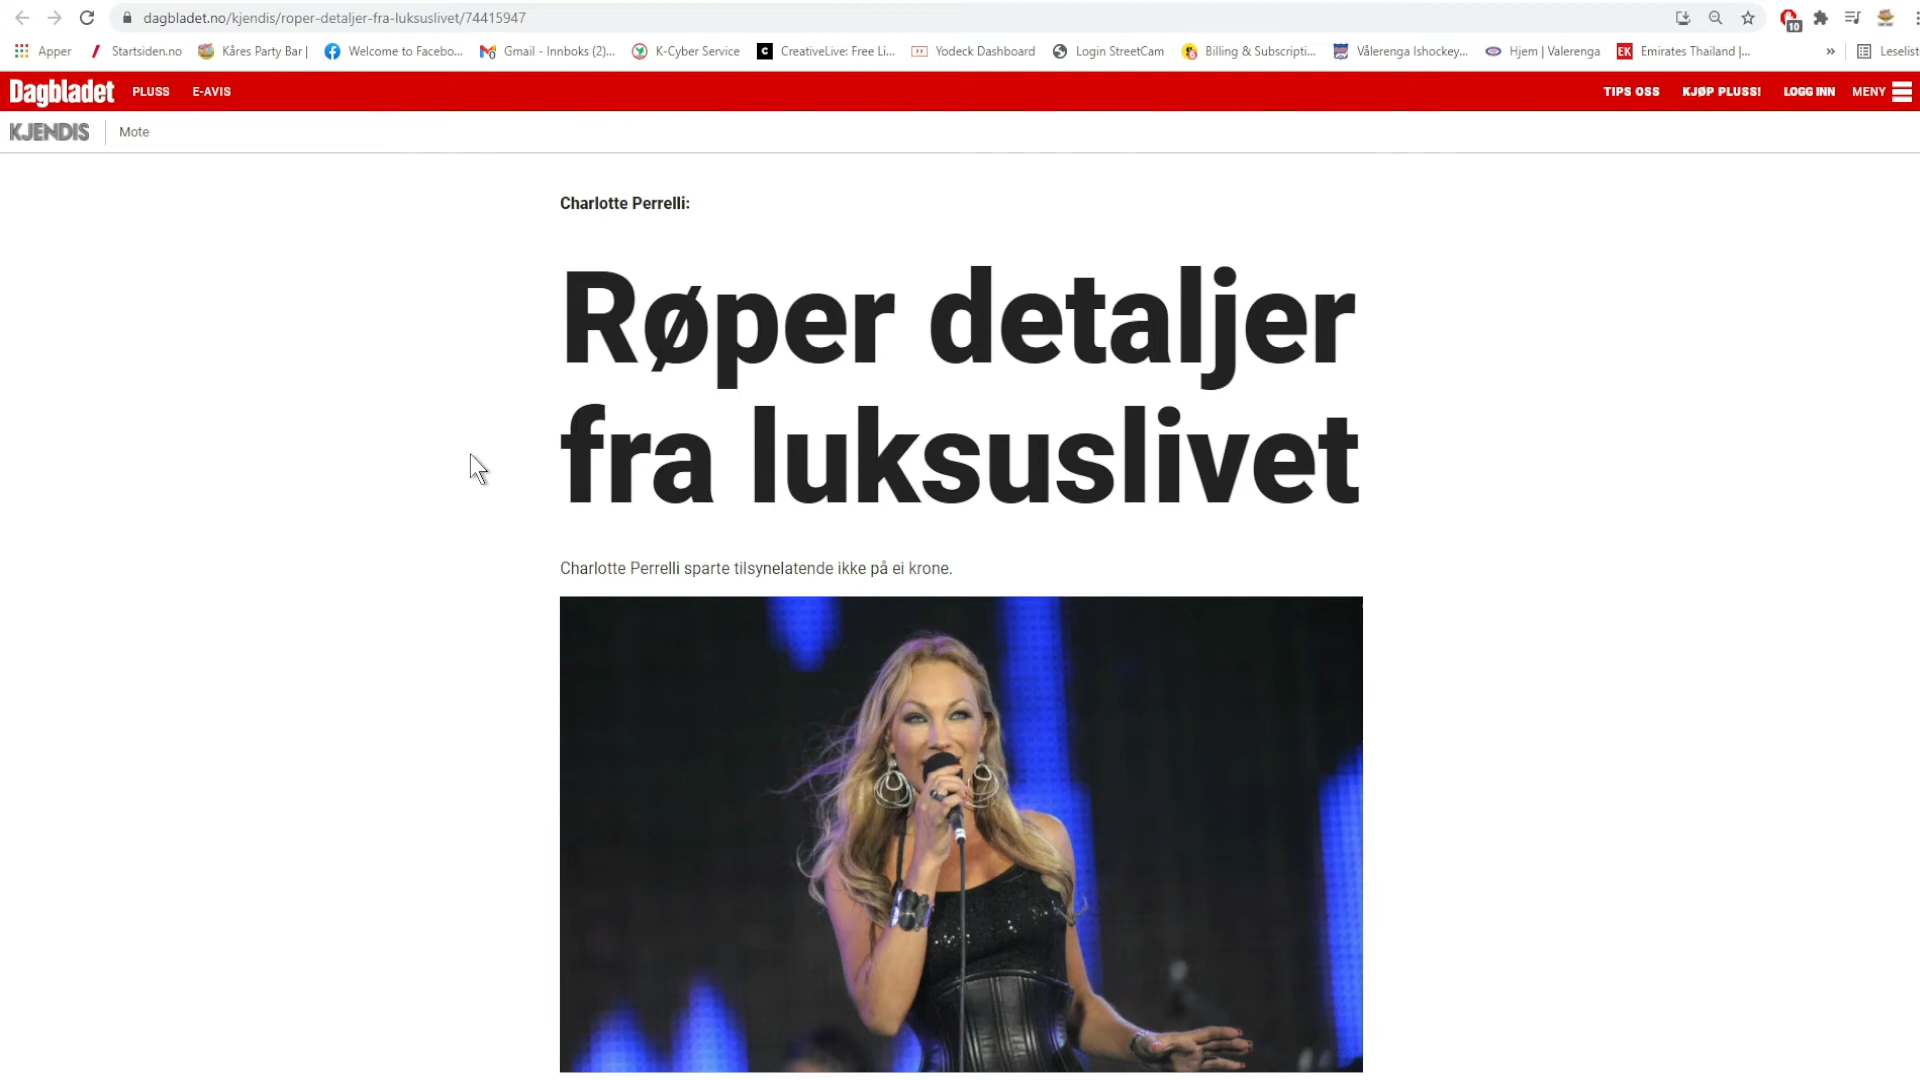 dagbladet.no/kjendis/roper-detaljer-fra-luksuslivet/74415947
10
Apper Startsiden.no Kåres Party Bar | Welcome to Facebo... Gmail - Innboks (2)... K-Cyber Service CreativeLive: Free Li... Yodeck Dashboard Login StreetCam Billing & Subscripti... Vålerenga Ishockey... Hjem | Valerenga EK Emirates Thailand |... » Leselist
Dagbladet PLUSS E-AVIS TIPS OSS KJØP PLUSS! LOGG INN MENY
KJENDIS Mote
Charlotte Perrelli:
Røper detaljer
fra luksuslivet
Charlotte Perrelli sparte tilsynelatende ikke på ei krone.